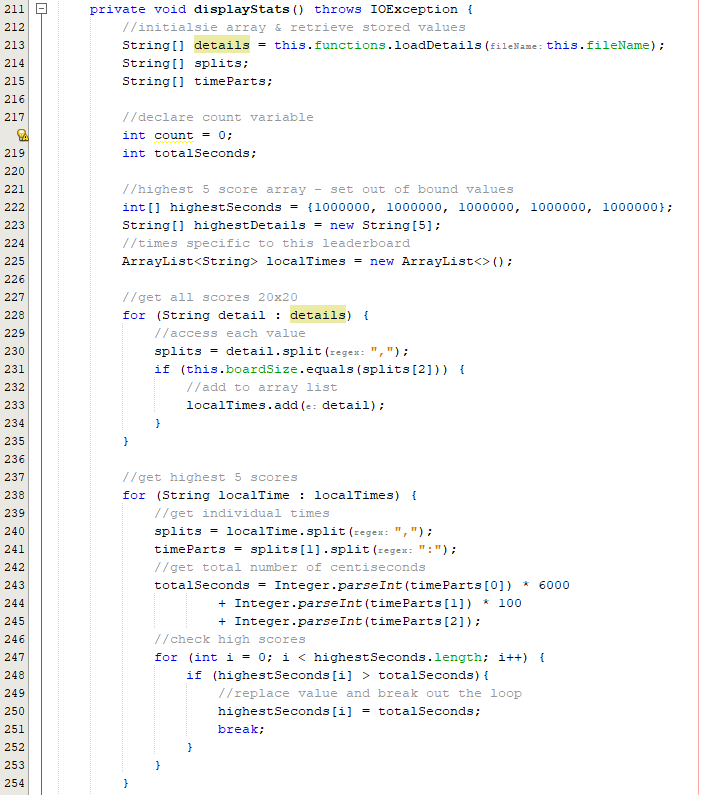 211 private void displayStats() throws IOException {
212 //initialsie array & retrieve stored values
213 String[] details = this.functions.loadDetails(fileName: this.fileName);
214 String[] splits;
215 String[] timeParts;
216
217 //declare count variable
int count = 0;
219 int totalSeconds;
220
221 //highest 5 score array - set out of bound values
222 int[] highestSeconds = {1000000, 1000000, 1000000, 1000000, 1000000};
223 String[] highestDetails = new String[5];
224 //times specific to this leaderboard
225 ArrayList<String> localTimes = new ArrayList<>();
226
227 //get all scores 20x20
228 for (String detail : details) {
229 //access each value
230 splits = detail.split(regex: ",");
231 if (this.boardSize.equals(splits[2])) {
232 //add to array list
233 localTimes.add(e: detail);
234 }
235 }
236
237 //get highest 5 scores
238 for (String localTime : localTimes) {
239 //get individual times
240 splits = localTime.split(regex: ",");
241 timeParts = splits[1].split(regex: ":");
242 //get total number of centiseconds
243 totalSeconds = Integer.parseInt(timeParts[0]) * 6000
244 + Integer.parseInt(timeParts[1]) * 100
245 + Integer.parseInt(timeParts[2]);
246 //check high scores
247 for (int i = 0; i < highestSeconds.length; i++) {
248 if (highestSeconds[i] > totalSeconds){
249 //replace value and break out the loop
250 highestSeconds[i] = totalSeconds;
251 break;
252 }
253 }
254 }